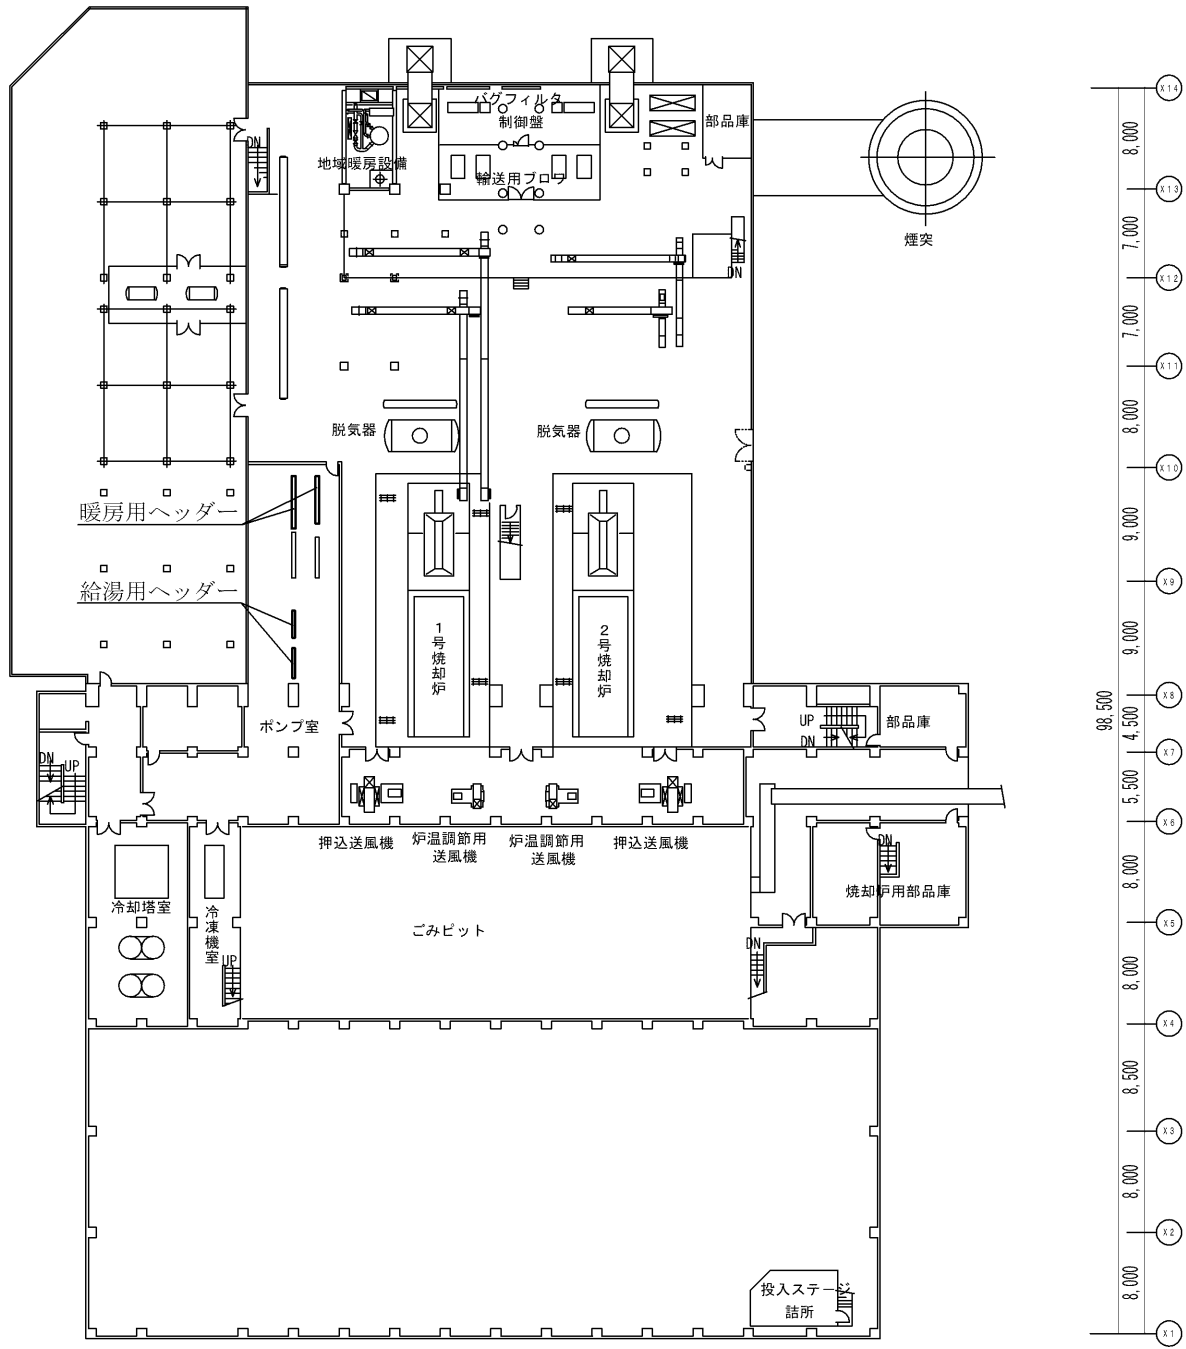 X14
バグフィルタ
制御盤
部品庫
8,000
DN
地域暖房設備
輸送用ブロワ
X13
煙突
7,000
DN
X12
7,000
X11
脱気器
脱気器
8,000
X10
暖房用ヘッダー
9,000
X9
給湯用ヘッダー
1号焼却炉
2号焼却炉
9,000
X8
98,500
ポンプ室
UP
部品庫
4,500
DN
X7
DN
UP
5,500
X6
押込送風機
炉温調節用
送風機
炉温調節用
送風機
押込送風機
DN
8,000
焼却炉用部品庫
冷却塔室
冷凍機室
X5
ごみピット
DN
UP
8,000
X4
8,500
X3
8,000
X2
8,000
投入ステージ
詰所
X1